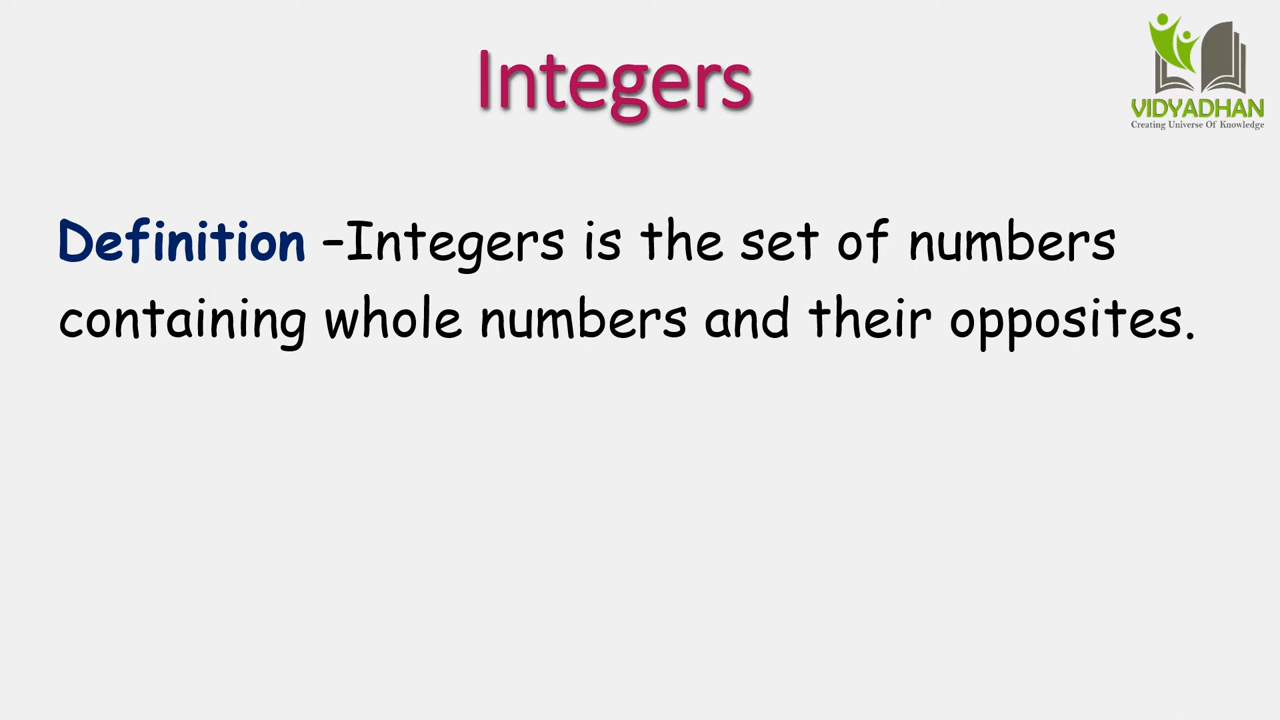 Integers
VIDYADHAN
Creating Universe Of Knowledge
Definition –Integers is the set of numbers
containing whole numbers and their opposites.